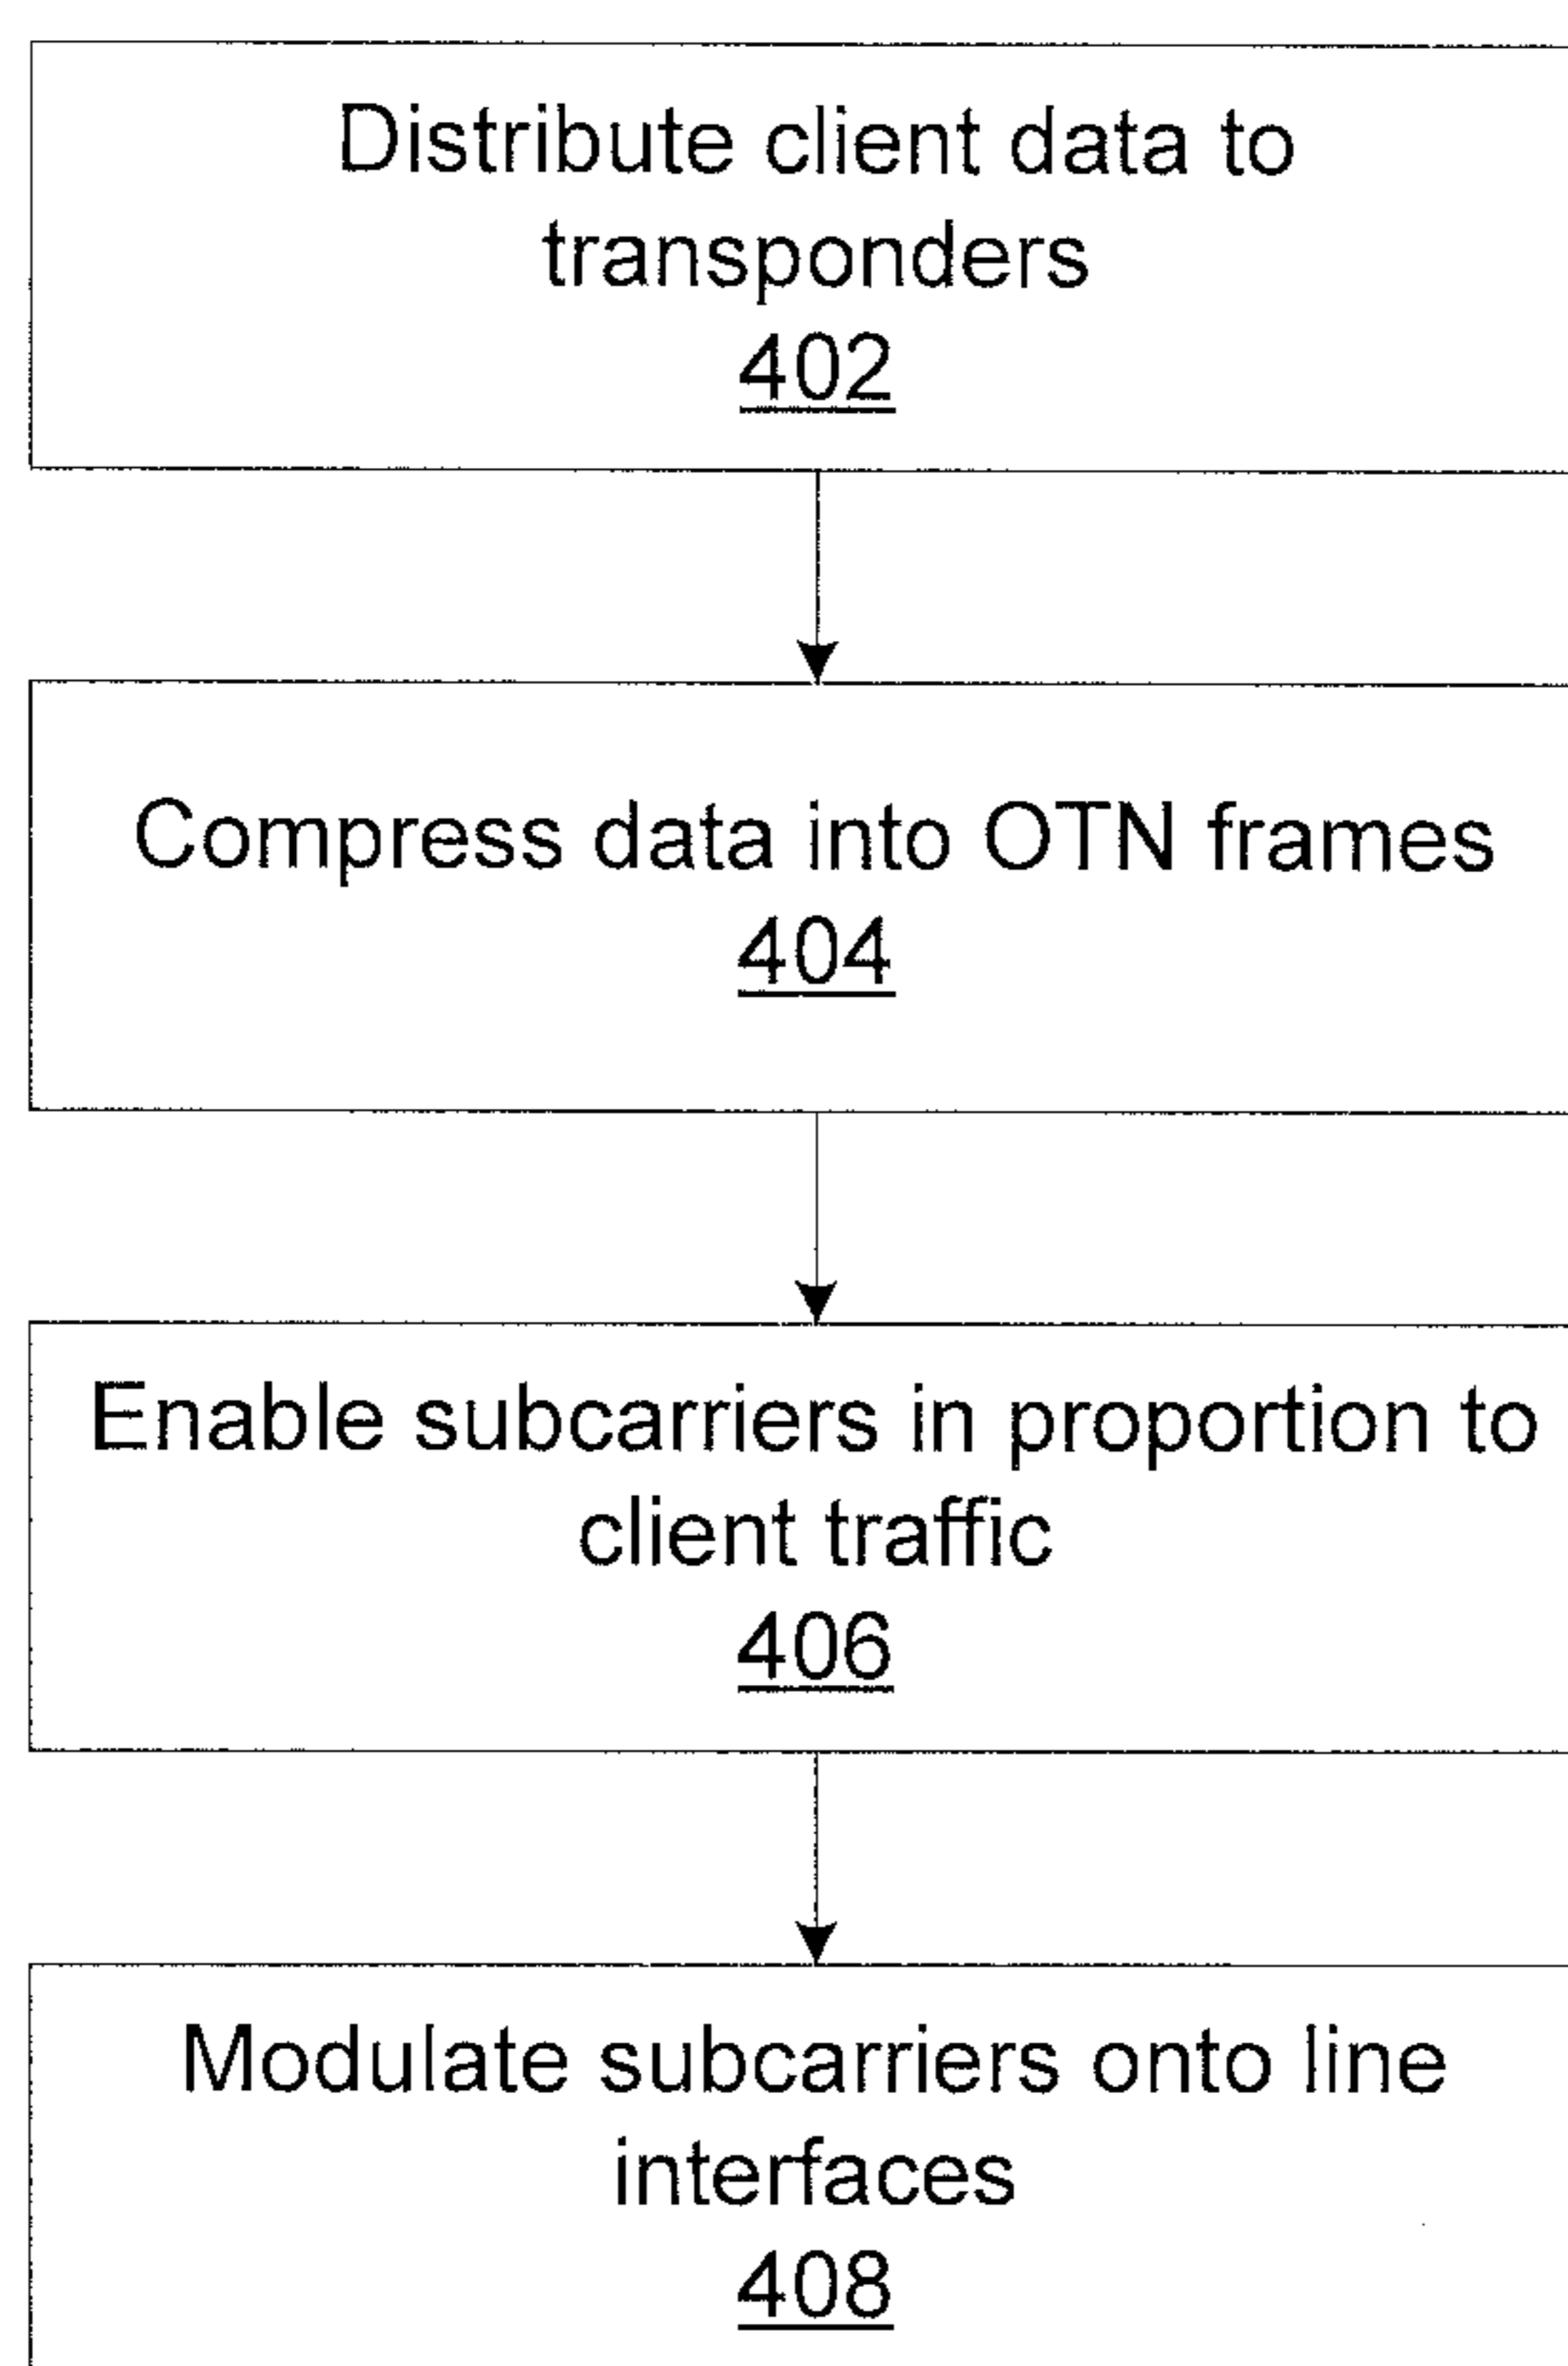 Distribute client data to
transponders
402
Compress data into OTN frames
404
Enable subcarriers in proportion to
client traffic
406
Modulate subcarriers onto line
interfaces
408